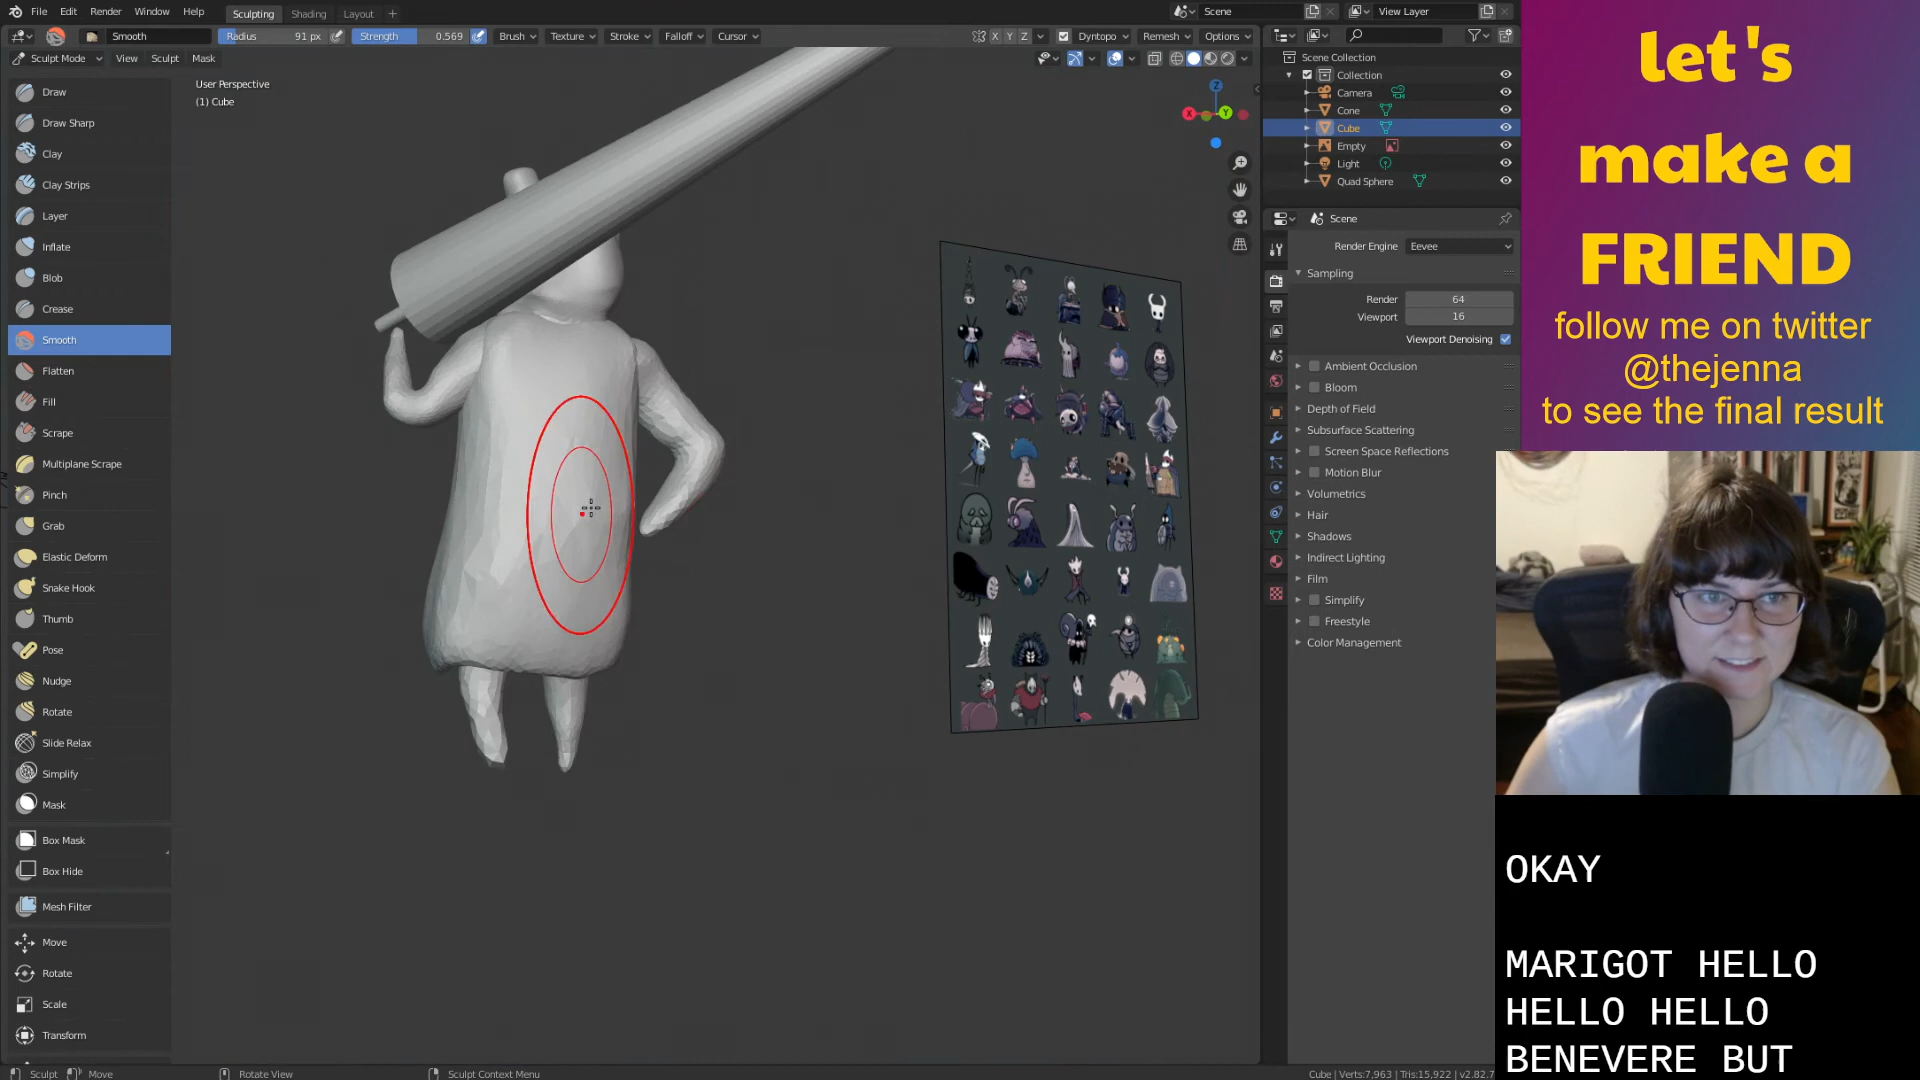 File Edit Render Window Help Sculpting Shading Layout + Scene View Layer
Smooth Radius 91 px Strength 0.569 Brush Texture Stroke Falloff Cursor X Y Z Dyntopo Remesh Options
Sculpt Mode View Sculpt Mask
User Perspective
(1) Cube
Draw
Draw Sharp
Clay
Clay Strips
Layer
Inflate
Blob
Crease
Smooth
Flatten
Fill
Scrape
Multiplane Scrape
Pinch
Grab
Elastic Deform
Snake Hook
Thumb
Pose
Nudge
Rotate
Slide Relax
Simplify
Mask
Box Mask
Box Hide
Mesh Filter
Move
Rotate
Scale
Transform
Z
X
Y
Scene Collection
Collection
Camera
Cone
Cube
Empty
Light
Quad Sphere
Scene
Render Engine Eevee
Sampling
Render 64
Viewport 16
Viewport Denoising
Ambient Occlusion
Bloom
Depth of Field
Subsurface Scattering
Screen Space Reflections
Motion Blur
Volumetrics
Hair
Shadows
Indirect Lighting
Film
Simplify
Freestyle
Color Management
let's
make a
FRIEND
follow me on twitter
@thejenna
to see the final result
OKAY
MARIGOT HELLO
HELLO HELLO
BENEVERE BUT
Sculpt Move Rotate View Sculpt Context Menu Cube | Verts:7,963 | Tris:15,922 | v2.82.7